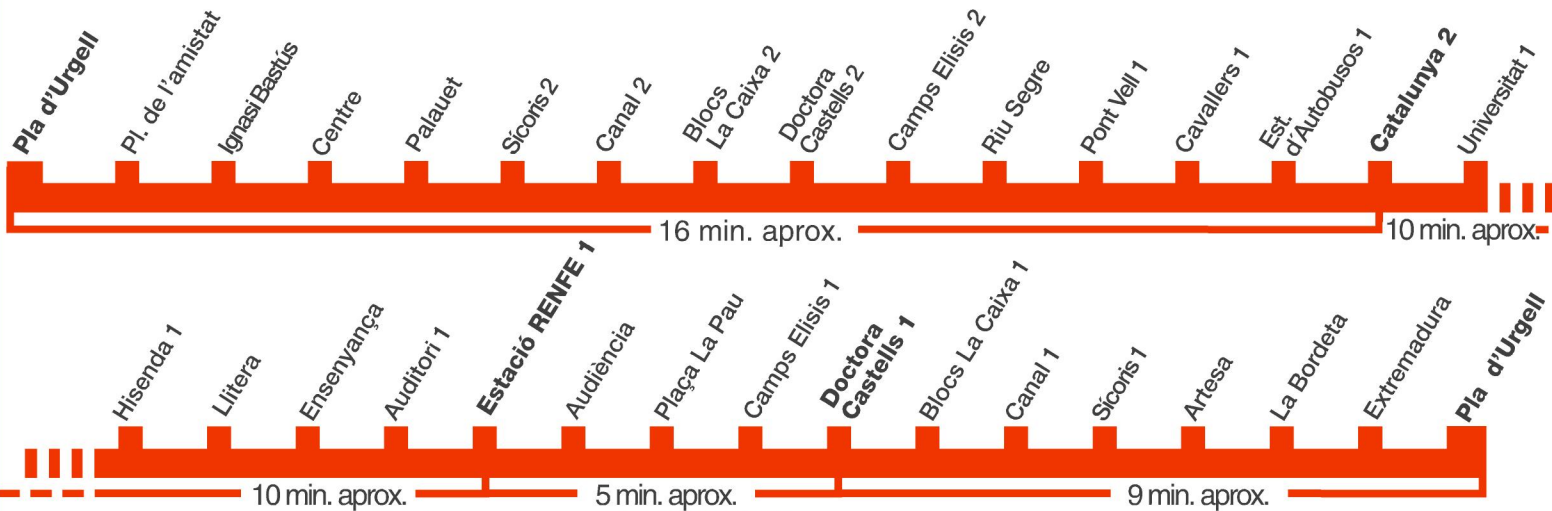 Pla d'Urgell
Pl. de l'amistat
Ignasi Bastús
Centre
Palauet
Sícoris 2
Canal 2
Blocs
La Caixa 2
Doctora
Castells 2
Camps Elisis 2
Riu Segre
Pont Vell 1
Cavallers 1
Est.
d'Autobusos 1
Catalunya 2
Universitat 1
16 min. aprox.
10 min. aprox.
Hisenda 1
Llitera
Ensenyança
Auditori 1
Estació RENFE 1
Audiència
Plaça La Pau
Camps Elisis 1
Doctora
Castells 1
Blocs La Caixa 1
Canal 1
Sícoris 1
Artesa
La Bordeta
Extremadura
Pla d'Urgell
10 min. aprox.
5 min. aprox.
9 min. aprox.